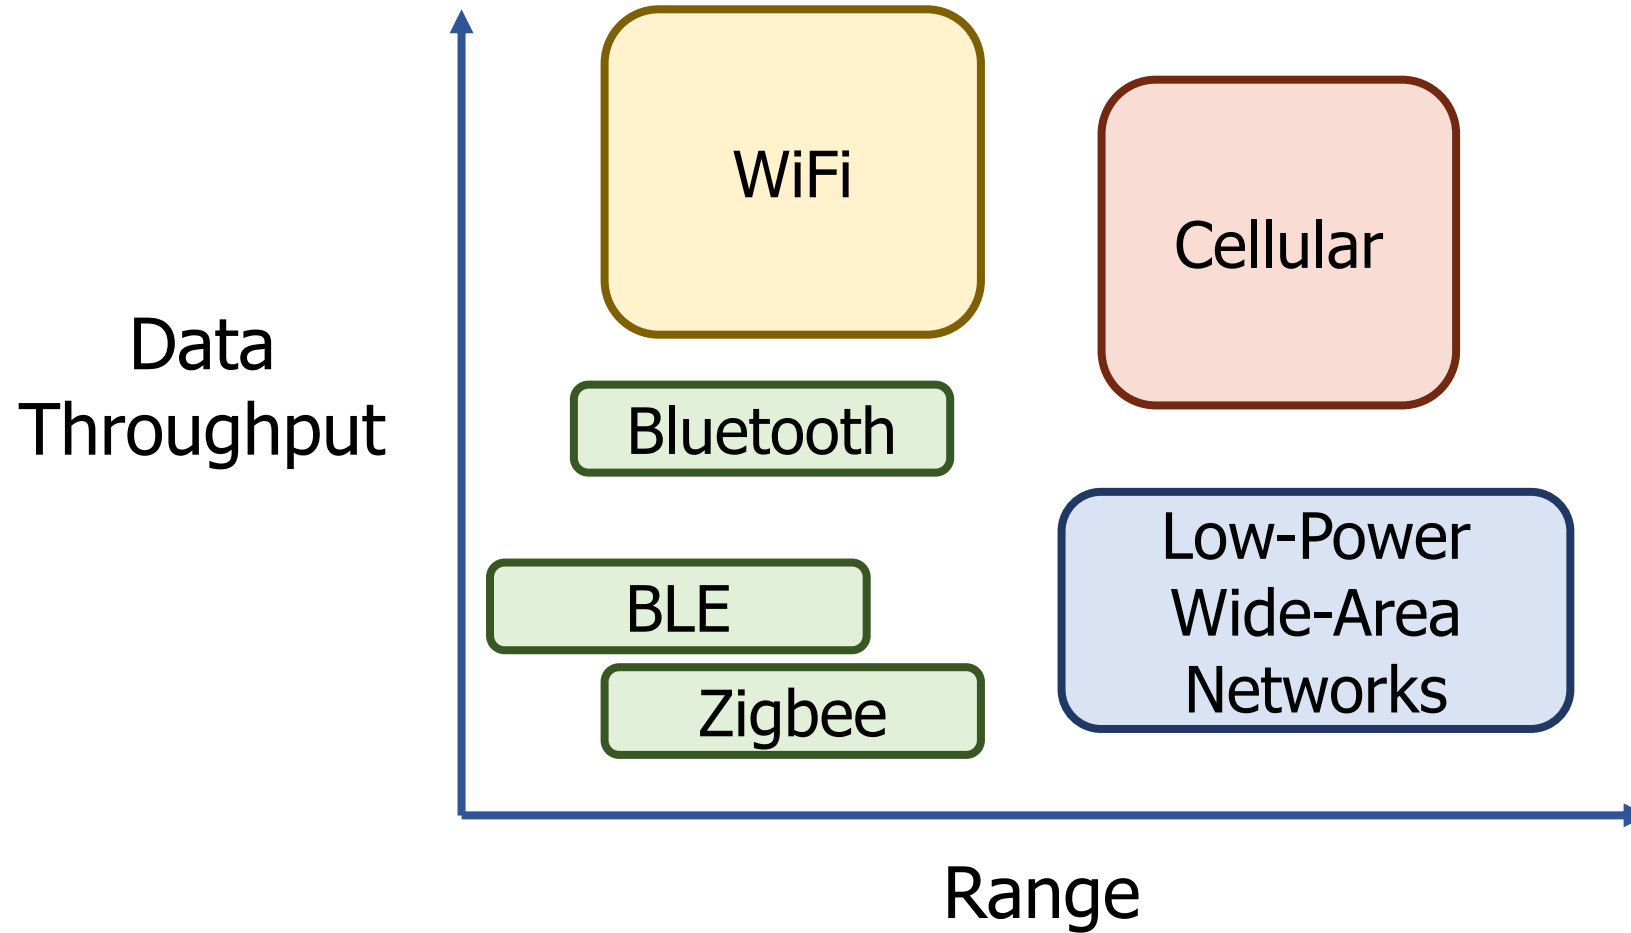 WiFi
Cellular
Data
Throughput
Bluetooth
Low-Power
Wide-Area
Networks
BLE
Zigbee
Range